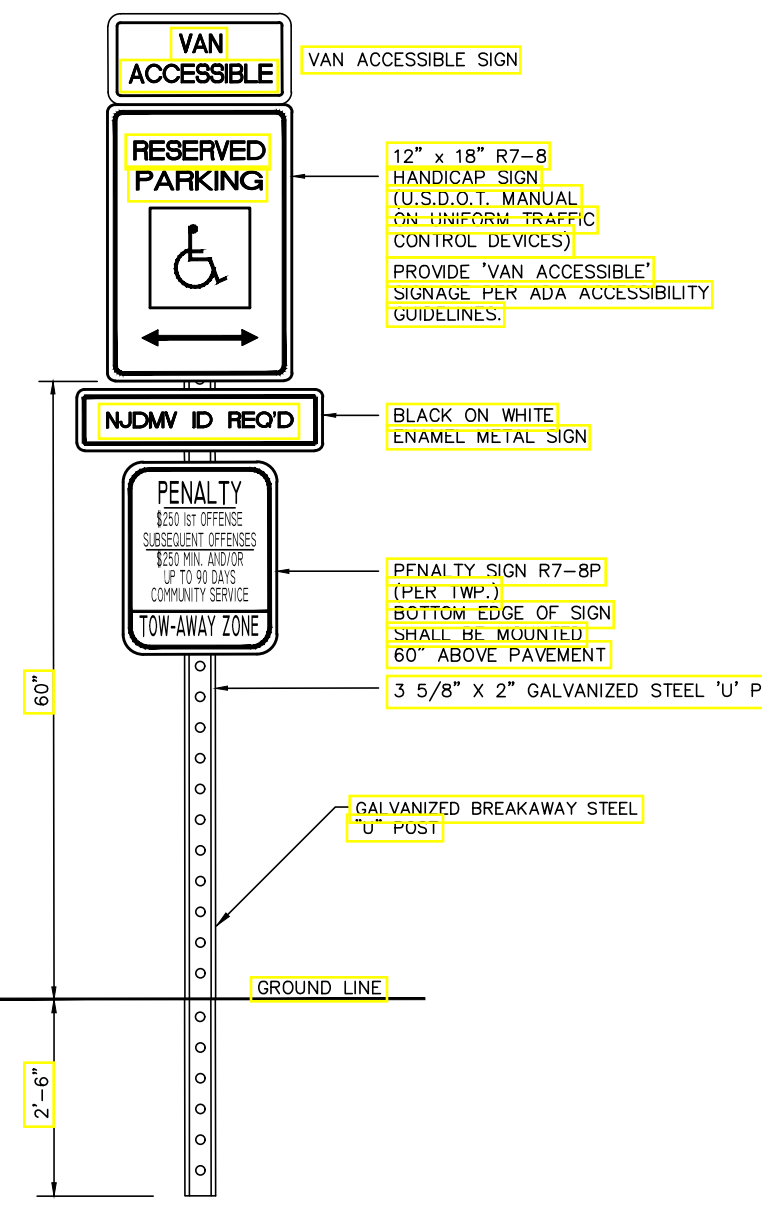 VAN
ACCESSIBLE
VAN ACCESSIBLE SIGN
RESERVED
PARKING
12" x 18" R7-8
HANDICAP SIGN
(U.S.D.O.T. MANUAL
ON UNIFORM TRAFFIC
CONTROL DEVICES)
PROVIDE 'VAN ACCESSIBLE'
SIGNAGE PER ADA ACCESSIBILITY
GUIDELINES.
NJDMV ID REQ'D
BLACK ON WHITE
ENAMEL METAL SIGN
PENALTY
$250 1ST OFFENSE
SUBSEQUENT OFFENSES
$250 MIN. AND/OR
UP TO 90 DAYS
COMMUNITY SERVICE
TOW-AWAY ZONE
PENALTY SIGN R7-8P
(PER TWP.)
BOTTOM EDGE OF SIGN
SHALL BE MOUNTED
60" ABOVE PAVEMENT
60"
3 5/8" X 2" GALVANIZED STEEL 'U' P
GALVANIZED BREAKAWAY STEEL
"U" POST
GROUND LINE
2'-6"